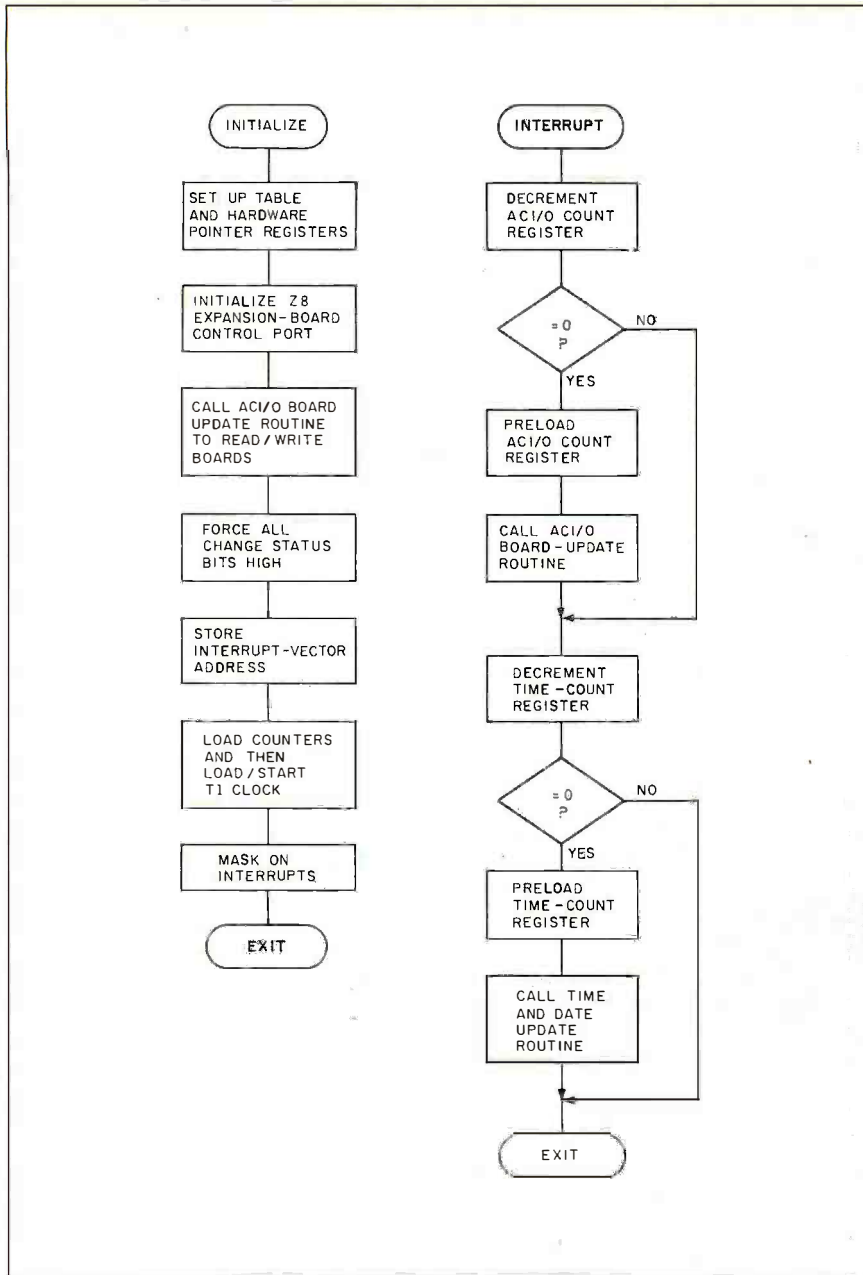 INITIALIZE
SET UP TABLE
AND HARDWARE
POINTER REGISTERS
INITIALIZE Z8
EXPANSION-BOARD
CONTROL PORT
CALL ACI/O BOARD
UPDATE ROUTINE
TO READ/WRITE
BOARDS
FORCE ALL
CHANGE STATUS
BITS HIGH
STORE
INTERRUPT-VECTOR
ADDRESS
LOAD COUNTERS
AND THEN
LOAD/START
T1 CLOCK
MASK ON
INTERRUPTS
EXIT
INTERRUPT
DECREMENT
ACI/O COUNT
REGISTER
=0
?
NO
YES
PRELOAD
ACI/O COUNT
REGISTER
CALL ACI/O
BOARD-UPDATE
ROUTINE
DECREMENT
TIME-COUNT
REGISTER
=0
?
NO
YES
PRELOAD
TIME-COUNT
REGISTER
CALL TIME
AND DATE
UPDATE
ROUTINE
EXIT